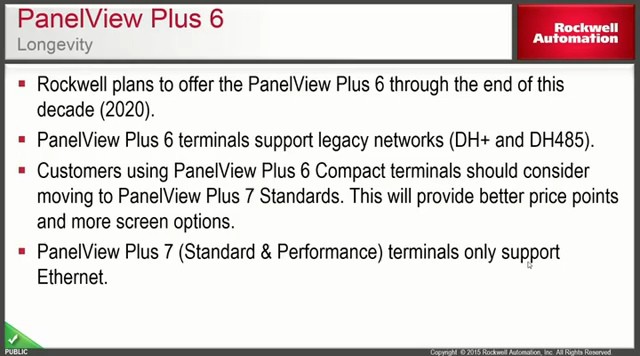 PanelView Plus 6
Longevity
Rockwell
Automation
Rockwell plans to offer the PanelView Plus 6 through the end of this
decade (2020).
PanelView Plus 6 terminals support legacy networks (DH+ and DH485).
Customers using PanelView Plus 6 Compact terminals should consider
moving to PanelView Plus 7 Standards. This will provide better price points
and more screen options.
PanelView Plus 7 (Standard & Performance) terminals only support
Ethernet.
PUBLIC
Copyright © 2015 Rockwell Automation, Inc. All Rights Reserved.